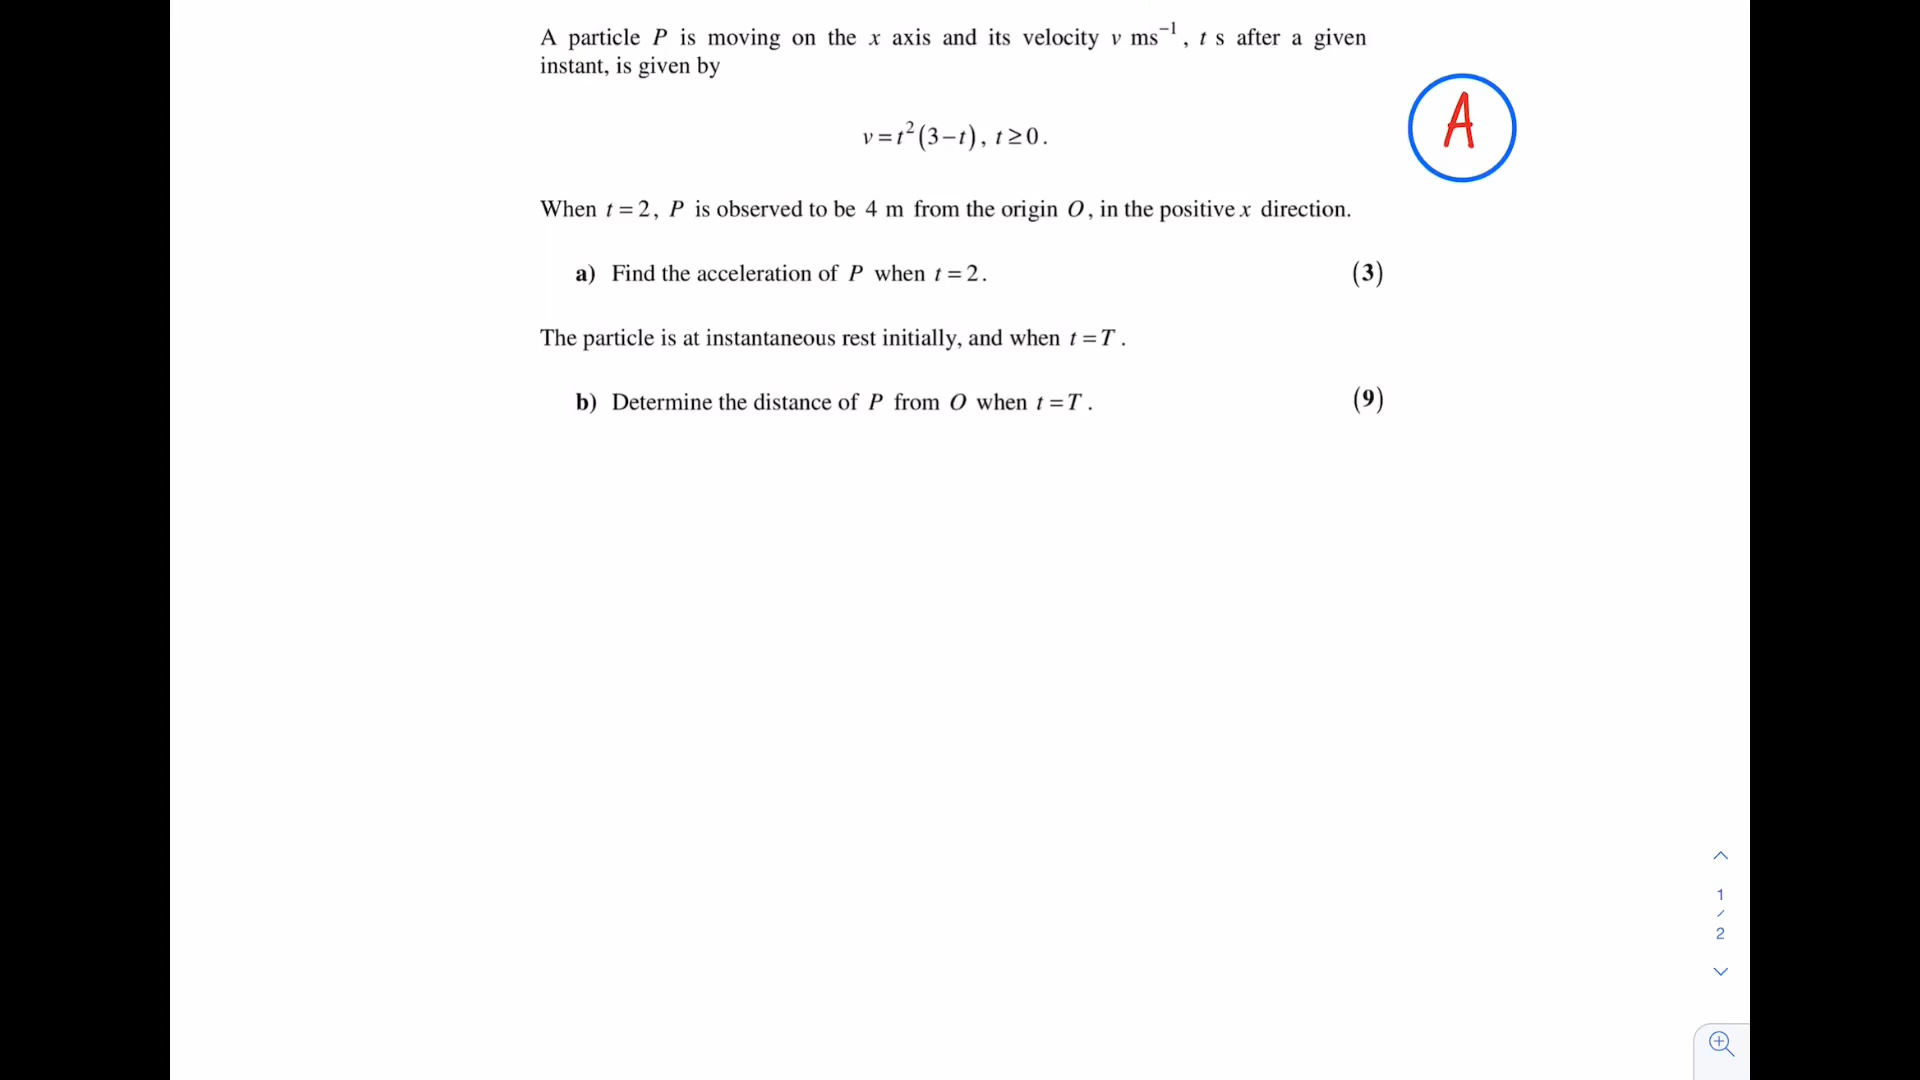 A particle P is moving on the x axis and its velocity v ms⁻¹, t s after a given
instant, is given by
A
v = t²(3−t), t ≥ 0.
When t = 2, P is observed to be 4 m from the origin O, in the positive x direction.
a) Find the acceleration of P when t = 2. (3)
The particle is at instantaneous rest initially, and when t = T.
b) Determine the distance of P from O when t = T. (9)
1
/
2